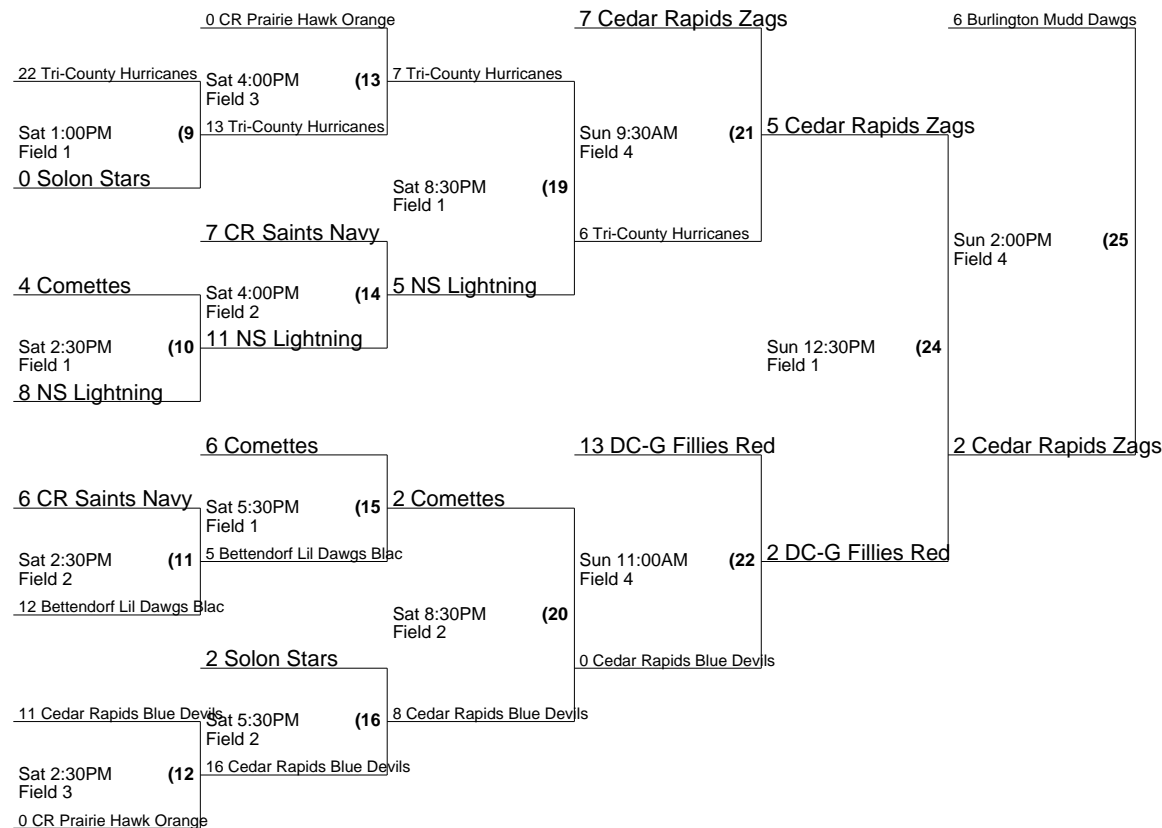 0 CR Prairie Hawk Orange
7 Cedar Rapids Zags
6 Burlington Mudd Dawgs
22 Tri-County Hurricanes
Sat 4:00PM (13
Field 3
7 Tri-County Hurricanes
Sat 1:00PM (9
Field 1
13 Tri-County Hurricanes
Sun 9:30AM (21
Field 4
5 Cedar Rapids Zags
0 Solon Stars
Sat 8:30PM (19
Field 1
7 CR Saints Navy
6 Tri-County Hurricanes
Sun 2:00PM (25
Field 4
4 Comettes
Sat 4:00PM (14
Field 2
5 NS Lightning
Sat 2:30PM (10
Field 1
11 NS Lightning
Sun 12:30PM (24
Field 1
8 NS Lightning
6 Comettes
13 DC-G Fillies Red
2 Cedar Rapids Zags
6 CR Saints Navy
Sat 5:30PM (15
Field 1
2 Comettes
Sat 2:30PM (11
Field 2
5 Bettendorf Lil Dawgs Blac
Sun 11:00AM (22
Field 4
2 DC-G Fillies Red
12 Bettendorf Lil Dawgs Blac
Sat 8:30PM (20
Field 2
2 Solon Stars
0 Cedar Rapids Blue Devils
11 Cedar Rapids Blue Devils
Sat 5:30PM (16
Field 2
8 Cedar Rapids Blue Devils
Sat 2:30PM (12
Field 3
16 Cedar Rapids Blue Devils
0 CR Prairie Hawk Orange